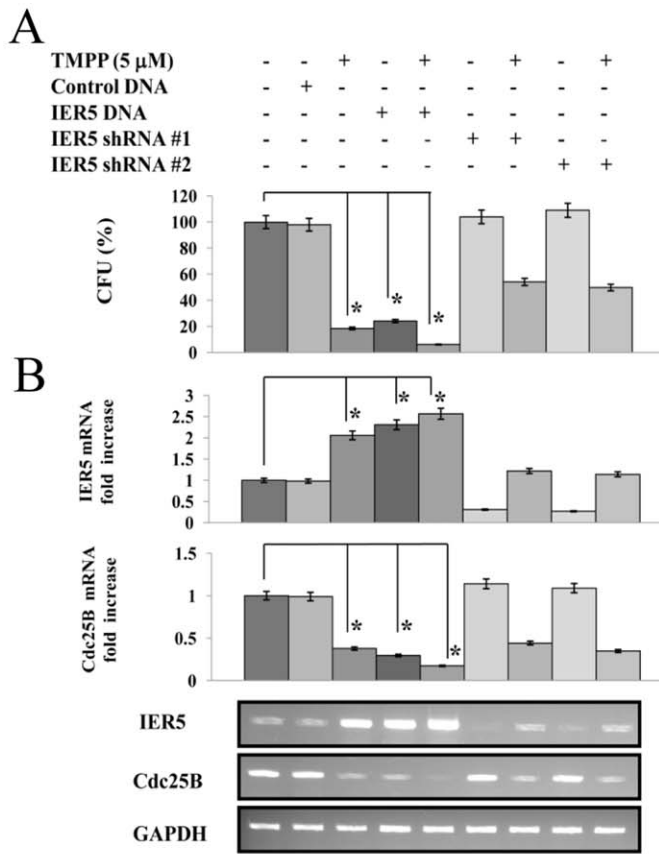 A
TMPP (5 μM) - - + - + - + - +
Control DNA - + - - - - - - -
IER5 DNA - - - + + - - - -
IER5 shRNA #1 - - - - - + + - -
IER5 shRNA #2 - - - - - - - + +
CFU (%)
120
100
80
60
40
20
0
* * *
B
IER5 mRNA
fold increase
3
2.5
2
1.5
1
0.5
0
* * *
Cdc25B mRNA
fold increase
1.5
1
0.5
0
* * *
IER5
Cdc25B
GAPDH